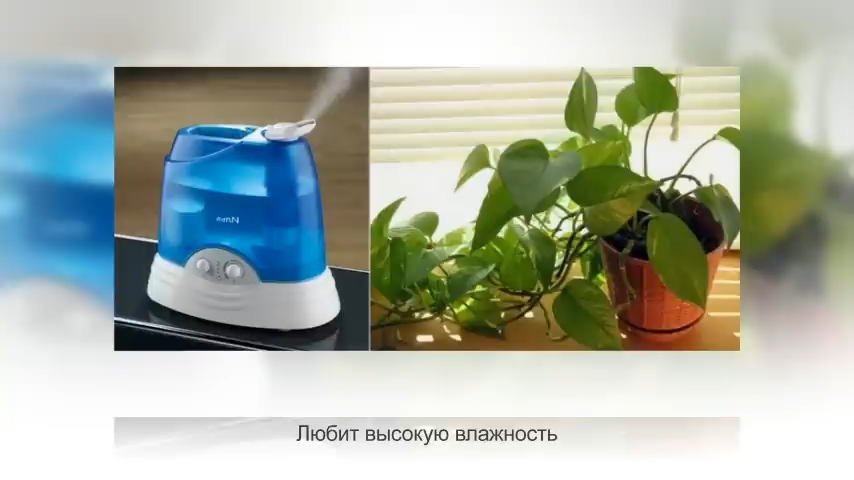 Любит высокую влажность